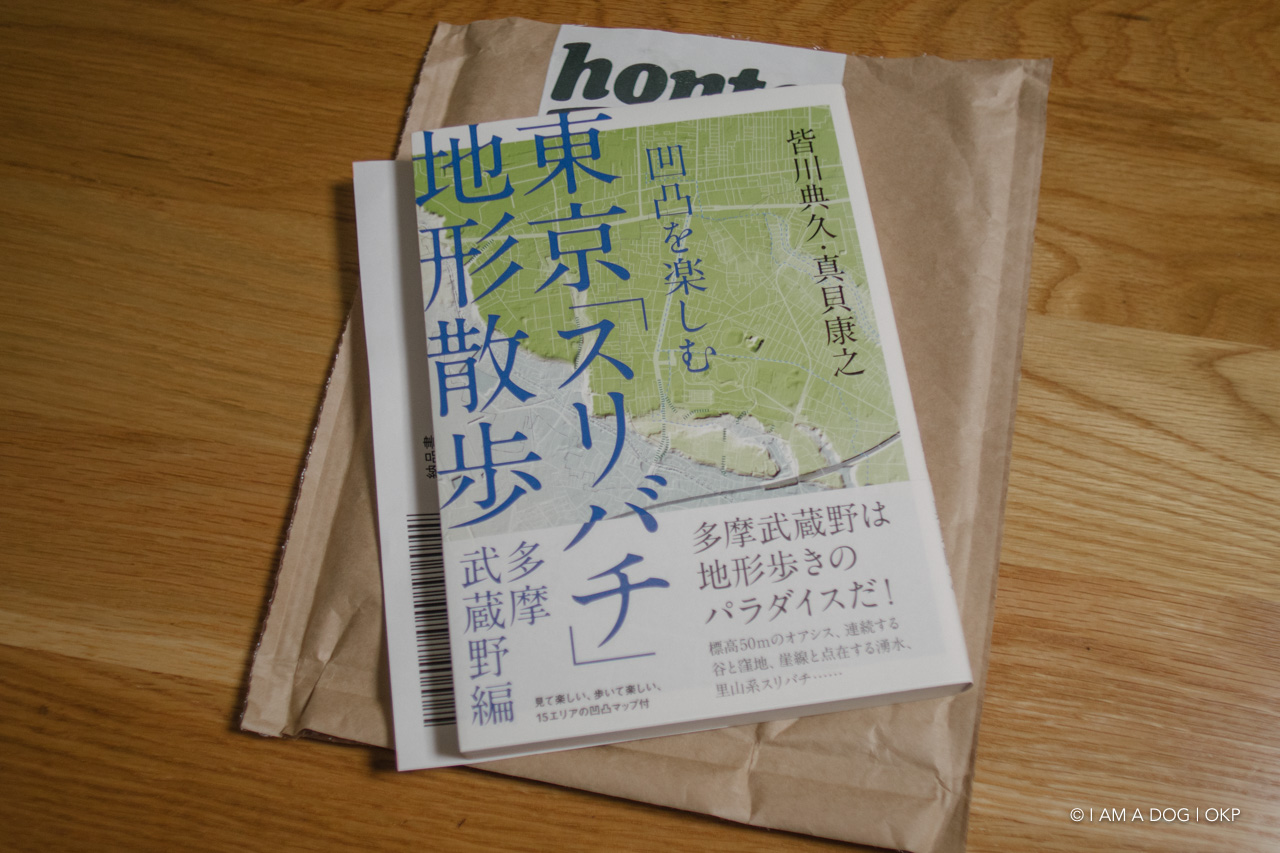 皆川典久・真貝康之
凹凸を楽しむ
東京「スリバチ」
地形散歩
多摩
武蔵野編
多摩武蔵野は
地形歩きの
パラダイスだ!
標高50mのオアシス、連続する
谷と窪地、崖線と点在する湧水、
里山系スリバチ……
見て楽しい、歩いて楽しい、
15エリアの凹凸マップ付
納品書
© I AM A DOG | OKP